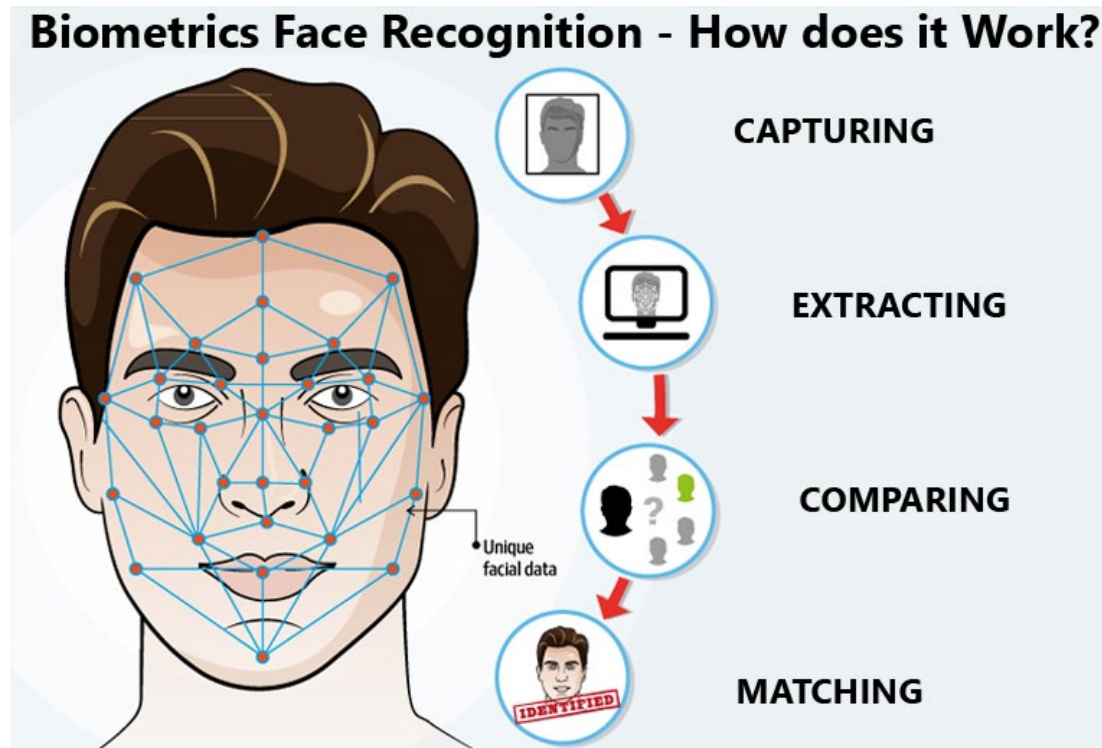 Biometrics Face Recognition - How does it Work?
CAPTURING
EXTRACTING
?
COMPARING
Unique
facial data
IDENTIFIED
MATCHING